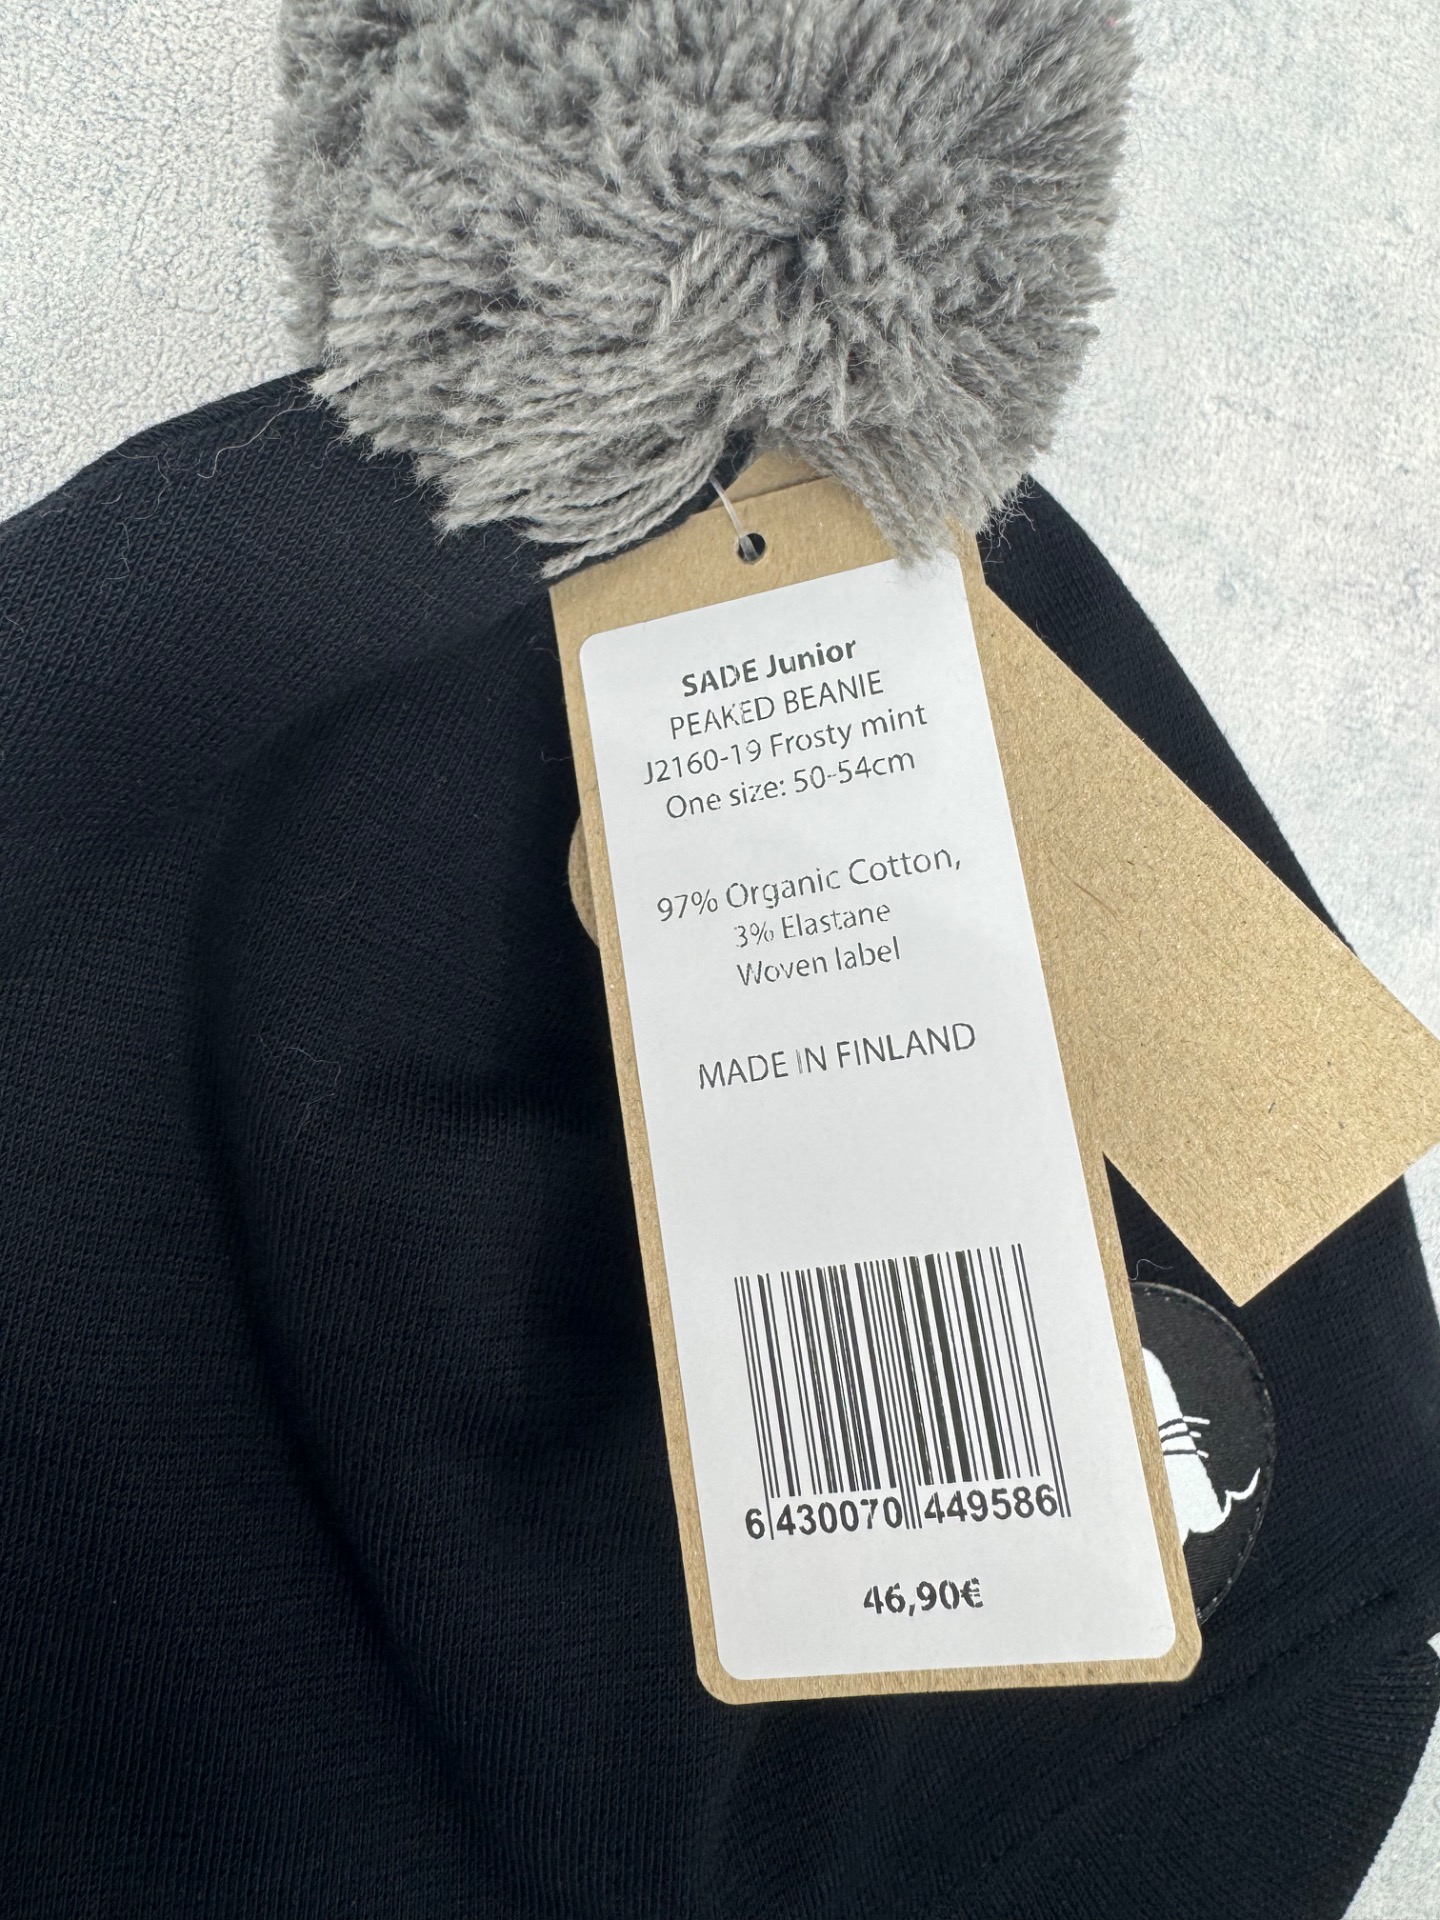 SADE Junior
PEAKED BEANIE
J2160-19 Frosty mint
One size: 50-54cm
97% Organic Cotton,
3% Elastane
Woven label
MADE IN FINLAND
6 430070 449586
46,90€